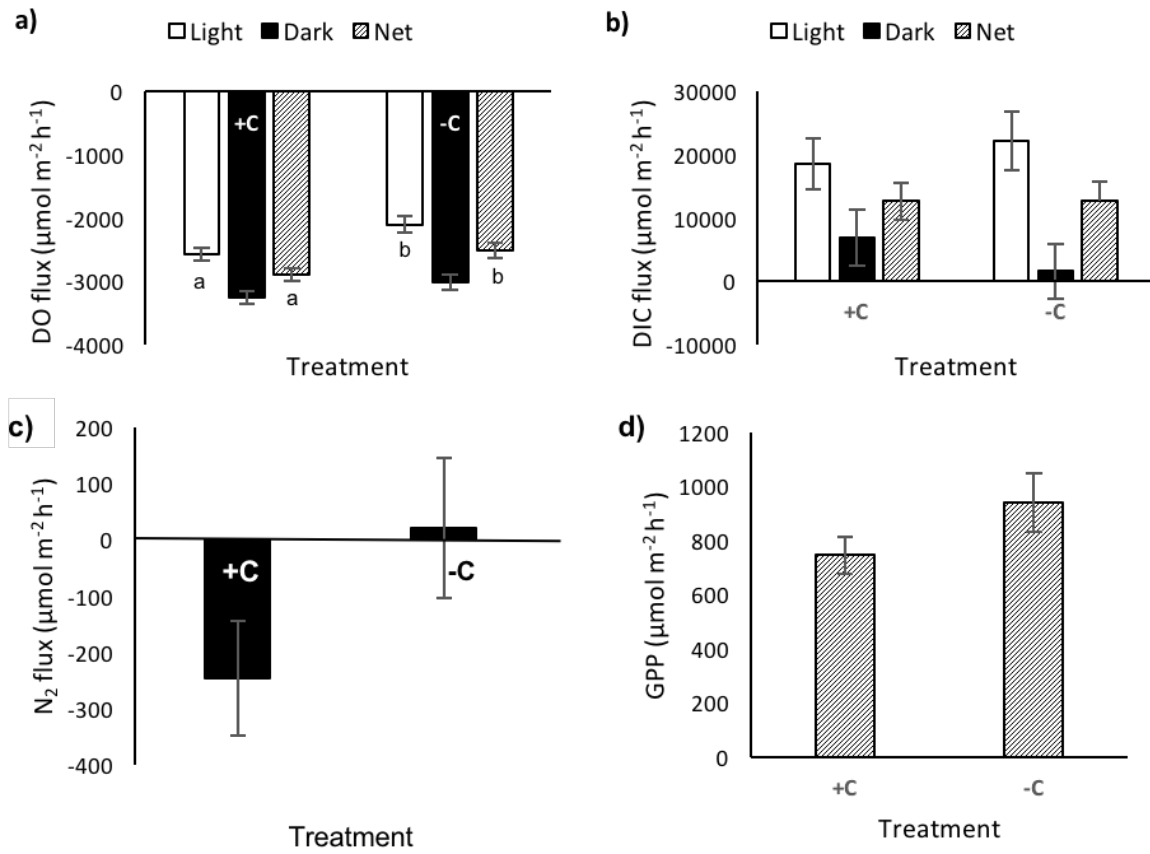 a)
Light Dark Net
0
-1000
-2000
-3000
-4000
DO flux (µmol m⁻² h⁻¹)
+C
-C
a
a
b
b
Treatment
b)
Light Dark Net
30000
20000
10000
0
-10000
DIC flux (µmol m⁻² h⁻¹)
+C
-C
Treatment
c)
200
100
0
-100
-200
-300
-400
N₂ flux (µmol m⁻² h⁻¹)
+C
-C
Treatment
d)
1200
1000
800
600
400
200
0
GPP (µmol m⁻² h⁻¹)
+C
-C
Treatment